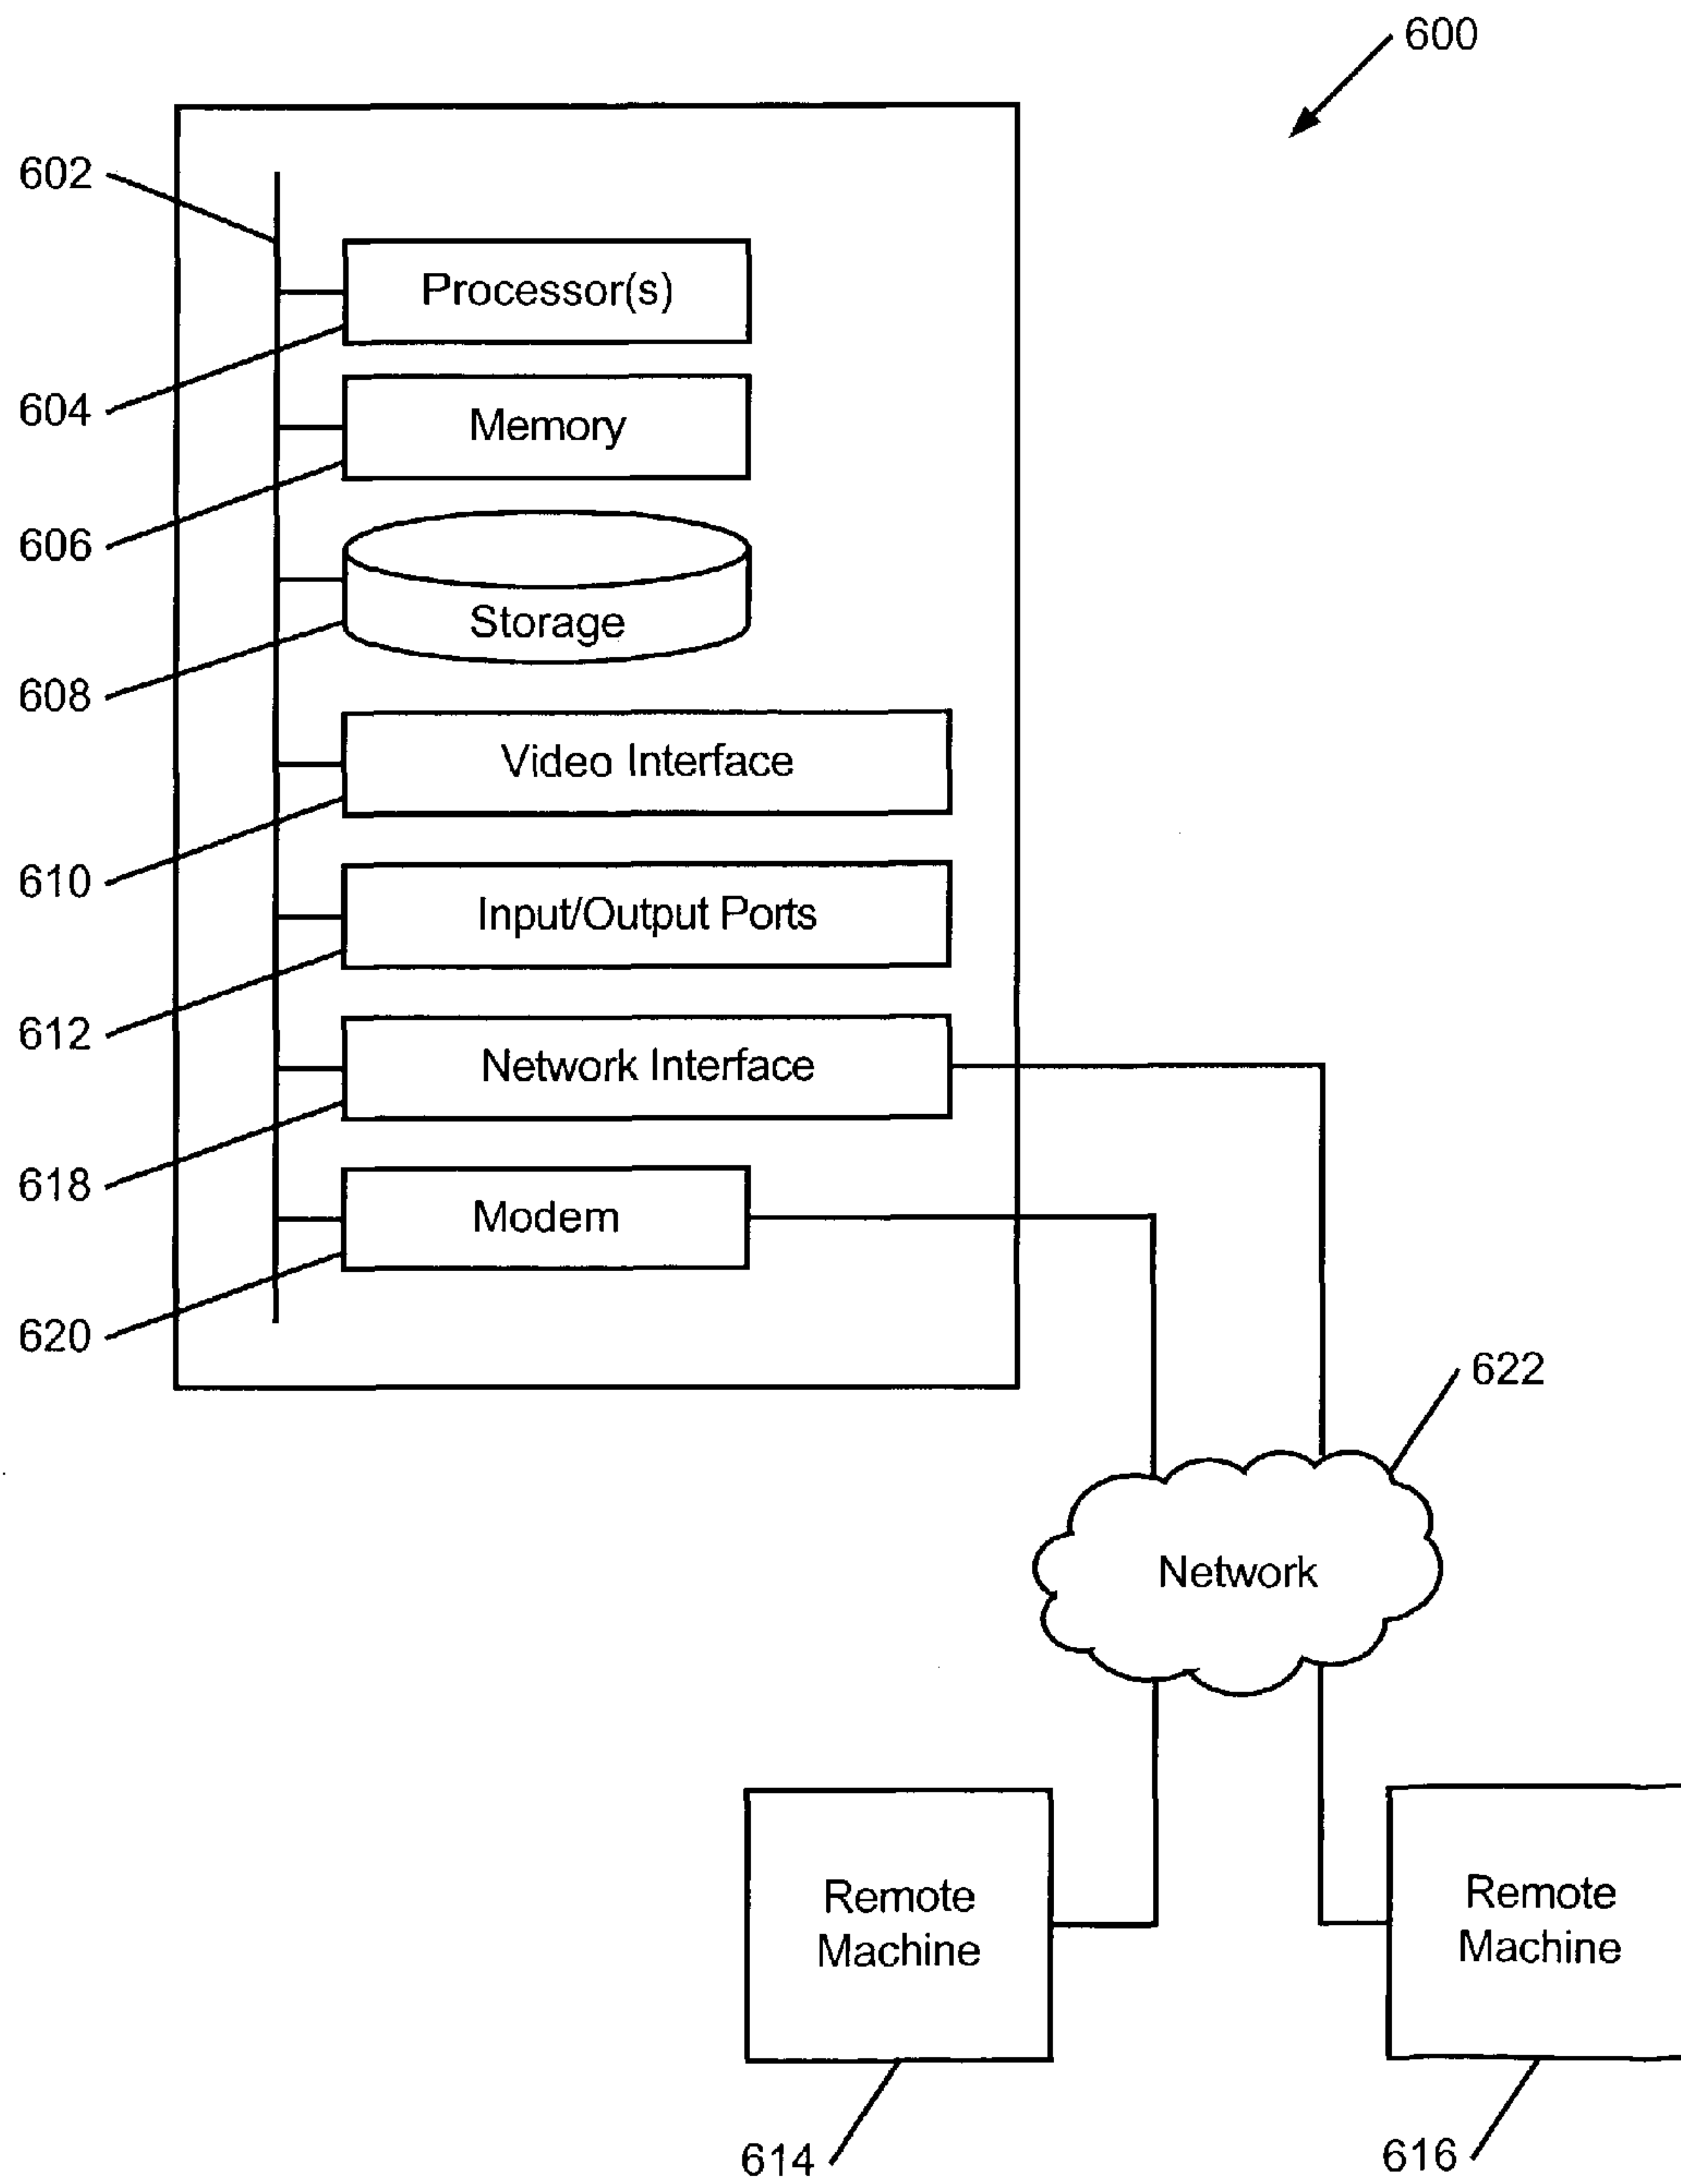 600
602
Processor(s)
604
Memory
606
Storage
608
Video Interface
610
Input/Output Ports
612
Network Interface
618
Modem
620
622
Network
Remote
Machine
Remote
Machine
614
616